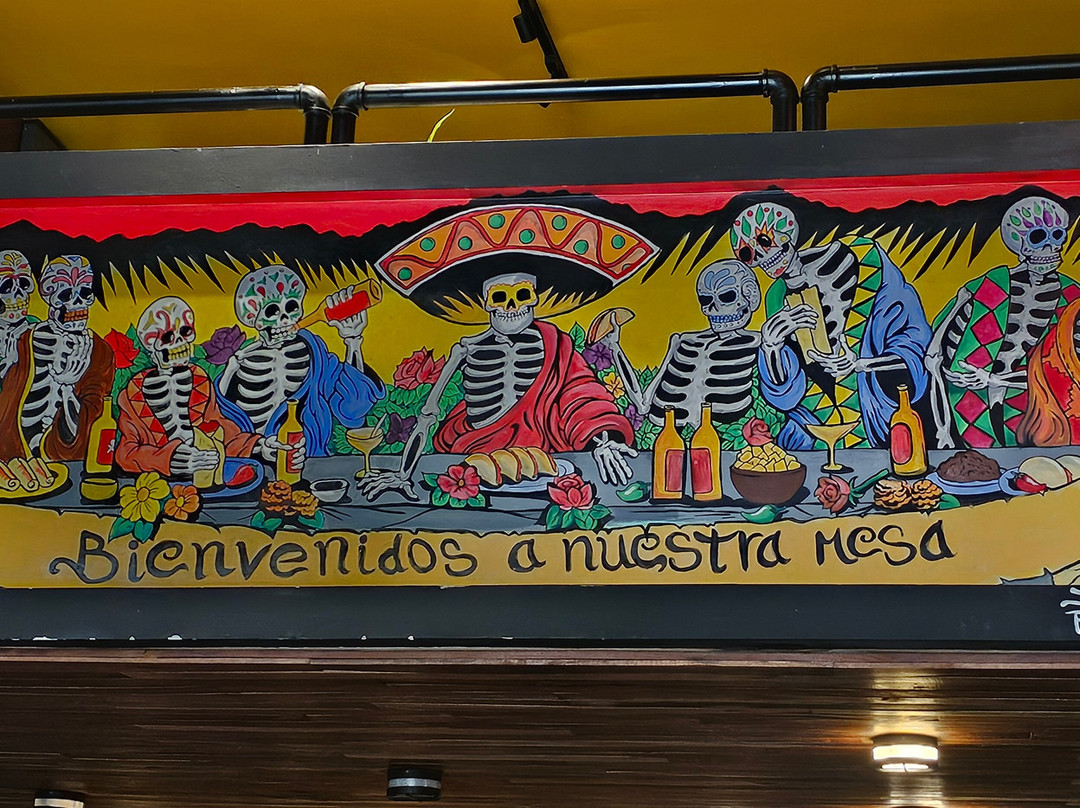 Bienvenidos a nuestra mesa